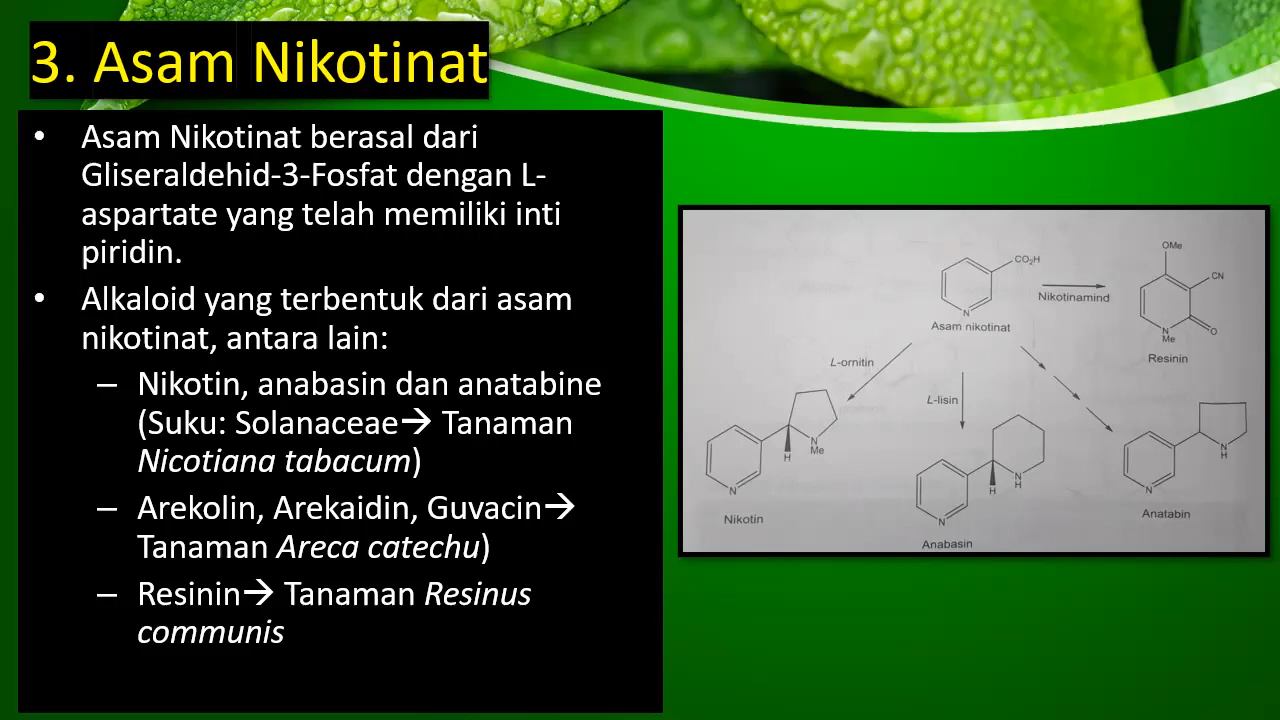 3. Asam Nikotinat
• Asam Nikotinat berasal dari
Gliseraldehid-3-Fosfat dengan L-
aspartate yang telah memiliki inti
piridin.
• Alkaloid yang terbentuk dari asam
nikotinat, antara lain:
– Nikotin, anabasin dan anatabine
(Suku: Solanaceae→ Tanaman
Nicotiana tabacum)
– Arekolin, Arekaidin, Guvacin→
Tanaman Areca catechu)
– Resinin→ Tanaman Resinus
communis
OMe
CO₂H
CN
N
Nikotinamind
N
Me
O
Asam nikotinat
Resinin
L-ornitin
L-lisin
N
Me
H
N
Nikotin
N
H
H
N
Anabasin
N
H
N
Anatabin